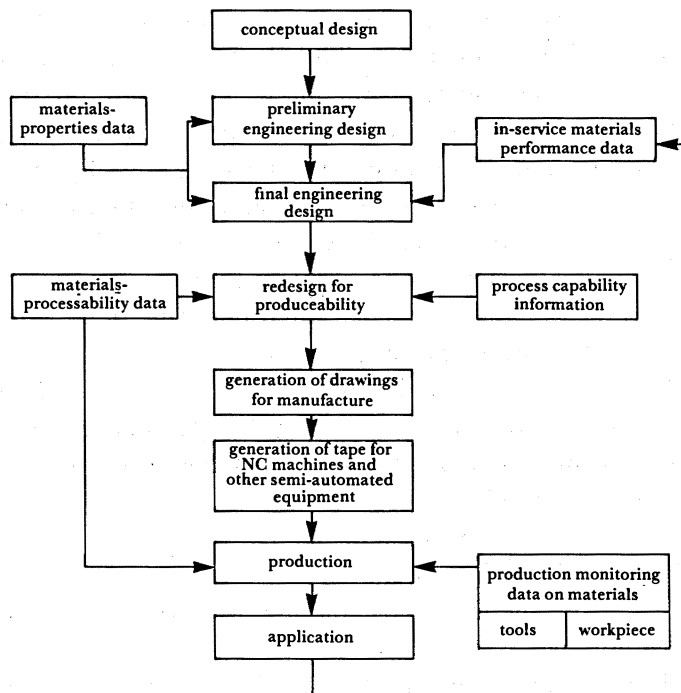 conceptual design
materials-
properties data
preliminary
engineering design
in-service materials
performance data
final engineering
design
materials-
processability data
redesign for
produceability
process capability
information
generation of drawings
for manufacture
generation of tape for
NC machines and
other semi-automated
equipment
production
production monitoring
data on materials
tools
workpiece
application